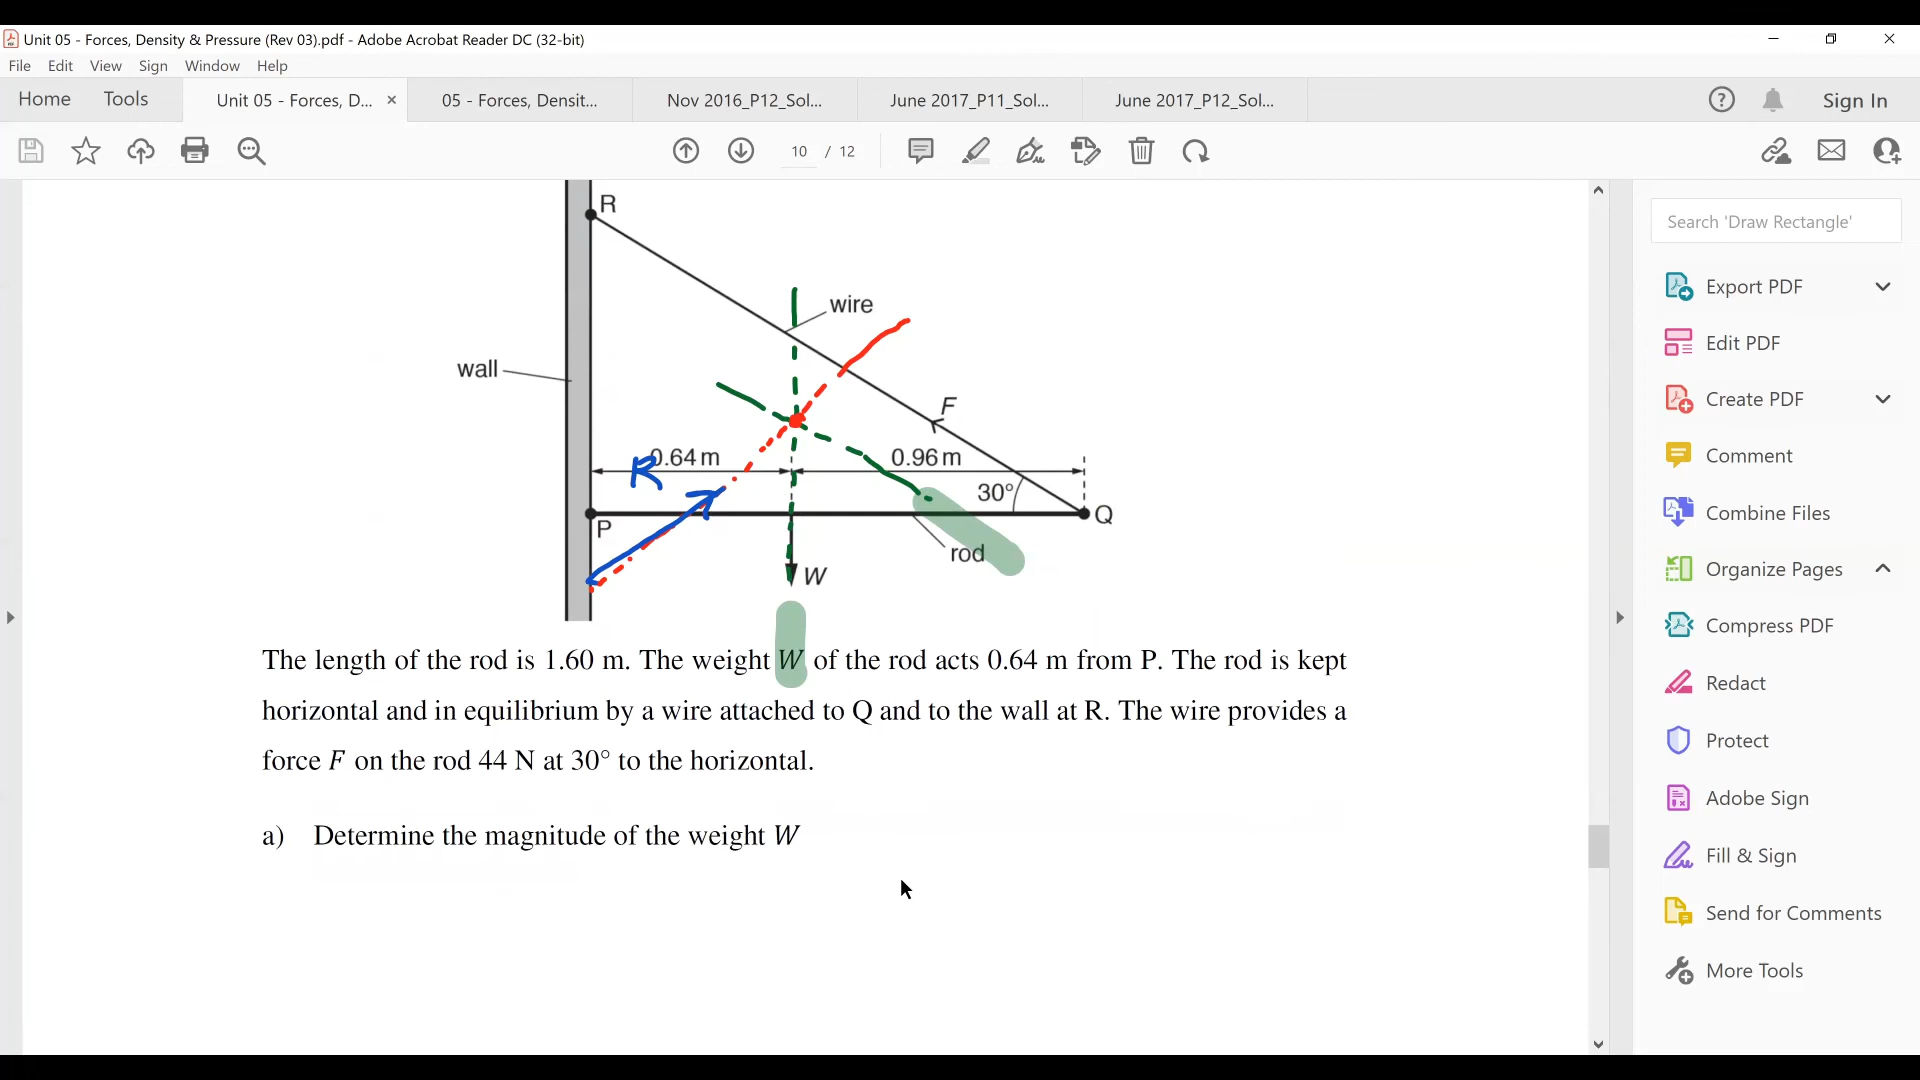 Unit 05 - Forces, Density & Pressure (Rev 03).pdf - Adobe Acrobat Reader DC (32-bit)
File Edit View Sign Window Help
Home Tools Unit 05 - Forces, D... × 05 - Forces, Densit... Nov 2016_P12_Sol... June 2017_P11_Sol... June 2017_P12_Sol... Sign In
10 / 12
Search 'Draw Rectangle'
Export PDF
Edit PDF
Create PDF
Comment
Combine Files
Organize Pages
Compress PDF
Redact
Protect
Adobe Sign
Fill & Sign
Send for Comments
More Tools
R
wire
wall
F
R
0.64 m
0.96 m
30°
P
Q
rod
W
The length of the rod is 1.60 m. The weight W of the rod acts 0.64 m from P. The rod is kept
horizontal and in equilibrium by a wire attached to Q and to the wall at R. The wire provides a
force F on the rod 44 N at 30° to the horizontal.
a) Determine the magnitude of the weight W